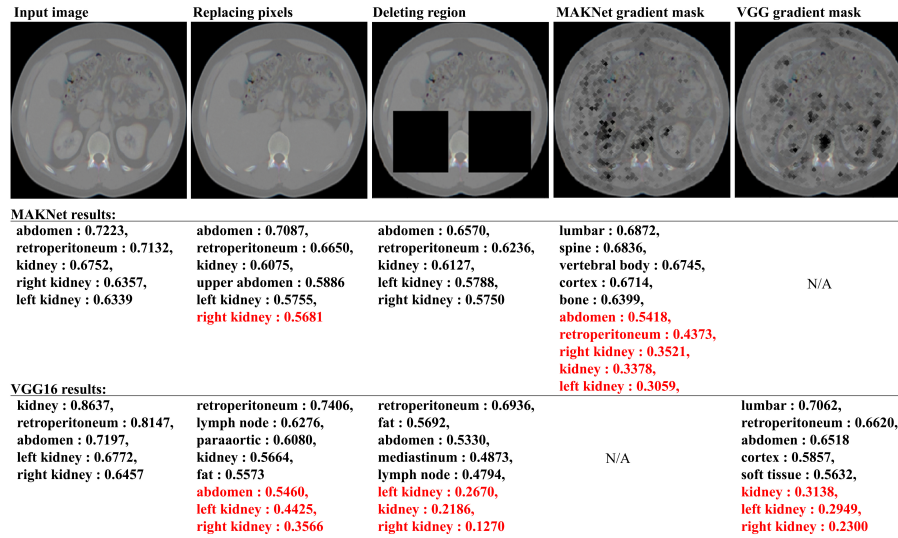 Input image
Replacing pixels
Deleting region
MAKNet gradient mask
VGG gradient mask
MAKNet results:
abdomen : 0.7223,
retroperitoneum : 0.7132,
kidney : 0.6752,
right kidney : 0.6357,
left kidney : 0.6339
abdomen : 0.7087,
retroperitoneum : 0.6650,
kidney : 0.6075,
upper abdomen : 0.5886
left kidney : 0.5755,
right kidney : 0.5681
abdomen : 0.6570,
retroperitoneum : 0.6236,
kidney : 0.6127,
left kidney : 0.5788,
right kidney : 0.5750
lumbar : 0.6872,
spine : 0.6836,
vertebral body : 0.6745,
cortex : 0.6714,
bone : 0.6399,
abdomen : 0.5418,
retroperitoneum : 0.4373,
right kidney : 0.3521,
kidney : 0.3378,
left kidney : 0.3059,
N/A
VGG16 results:
kidney : 0.8637,
retroperitoneum : 0.8147,
abdomen : 0.7197,
left kidney : 0.6772,
right kidney : 0.6457
retroperitoneum : 0.7406,
lymph node : 0.6276,
paraaortic : 0.6080,
kidney : 0.5664,
fat : 0.5573
abdomen : 0.5460,
left kidney : 0.4425,
right kidney : 0.3566
retroperitoneum : 0.6936,
fat : 0.5692,
abdomen : 0.5330,
mediastinum : 0.4873,
lymph node : 0.4794,
left kidney : 0.2670,
kidney : 0.2186,
right kidney : 0.1270
N/A
lumbar : 0.7062,
retroperitoneum : 0.6620,
abdomen : 0.6518
cortex : 0.5857,
soft tissue : 0.5632,
kidney : 0.3138,
left kidney : 0.2949,
right kidney : 0.2300